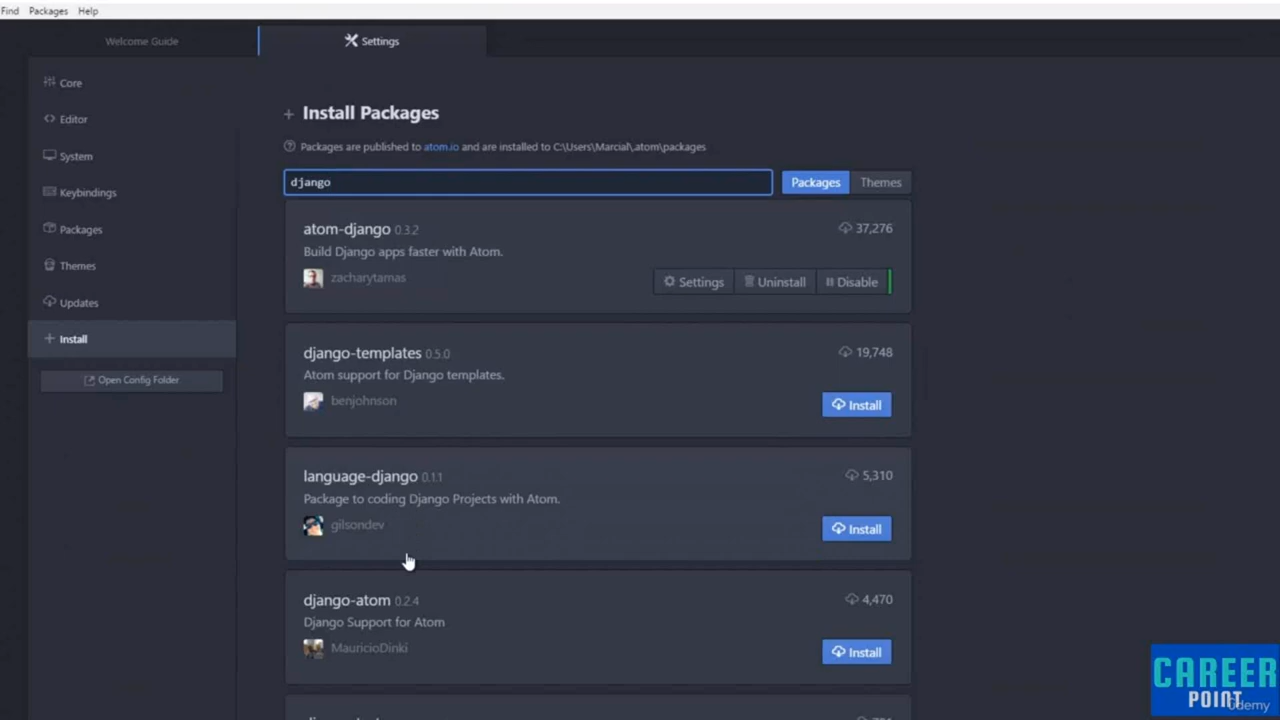 Find Packages Help
Welcome Guide
Settings
Core
Editor
System
Keybindings
Packages
Themes
Updates
Install
Open Config Folder
Install Packages
Packages are published to atom.io and are installed to C:\Users\Marcial\.atom\packages
django
Packages Themes
atom-django 0.3.2
37,276
Build Django apps faster with Atom.
zacharytamas
Settings Uninstall Disable
django-templates 0.5.0
19,748
Atom support for Django templates.
benjohnson
Install
language-django 0.1.1
5,310
Package to coding Django Projects with Atom.
gilsondev
Install
django-atom 0.2.4
4,470
Django Support for Atom
MauricioDinki
Install
CAREER
POINT
Udemy